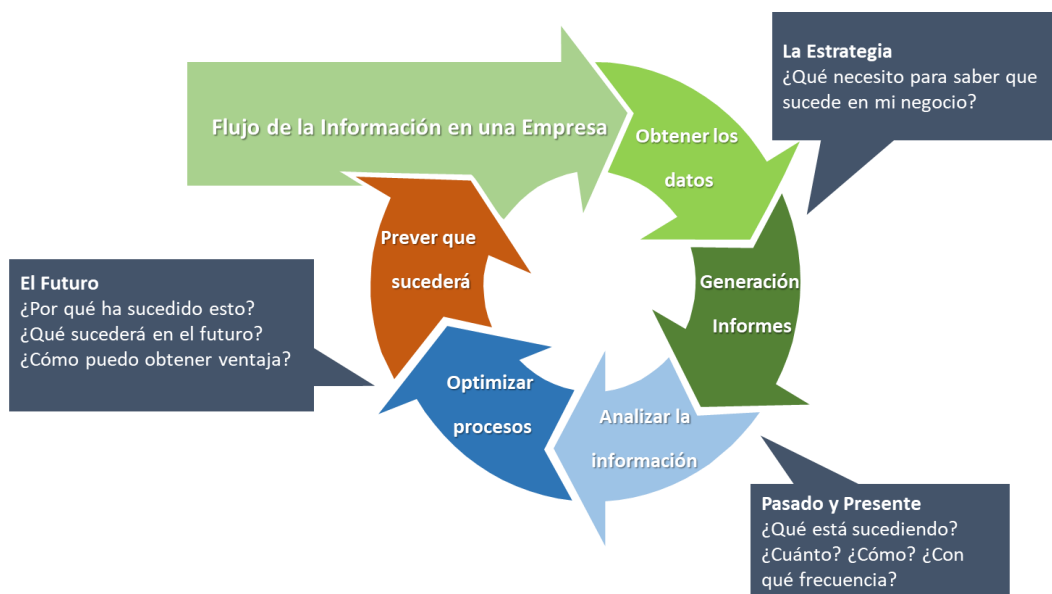 Flujo de la Información en una Empresa
Obtener los
datos
Generación
Informes
Analizar la
información
Optimizar
procesos
Prever que
sucederá
La Estrategia
¿Qué necesito para saber que
sucede en mi negocio?
Pasado y Presente
¿Qué está sucediendo?
¿Cuánto? ¿Cómo? ¿Con
qué frecuencia?
El Futuro
¿Por qué ha sucedido esto?
¿Qué sucederá en el futuro?
¿Cómo puedo obtener ventaja?